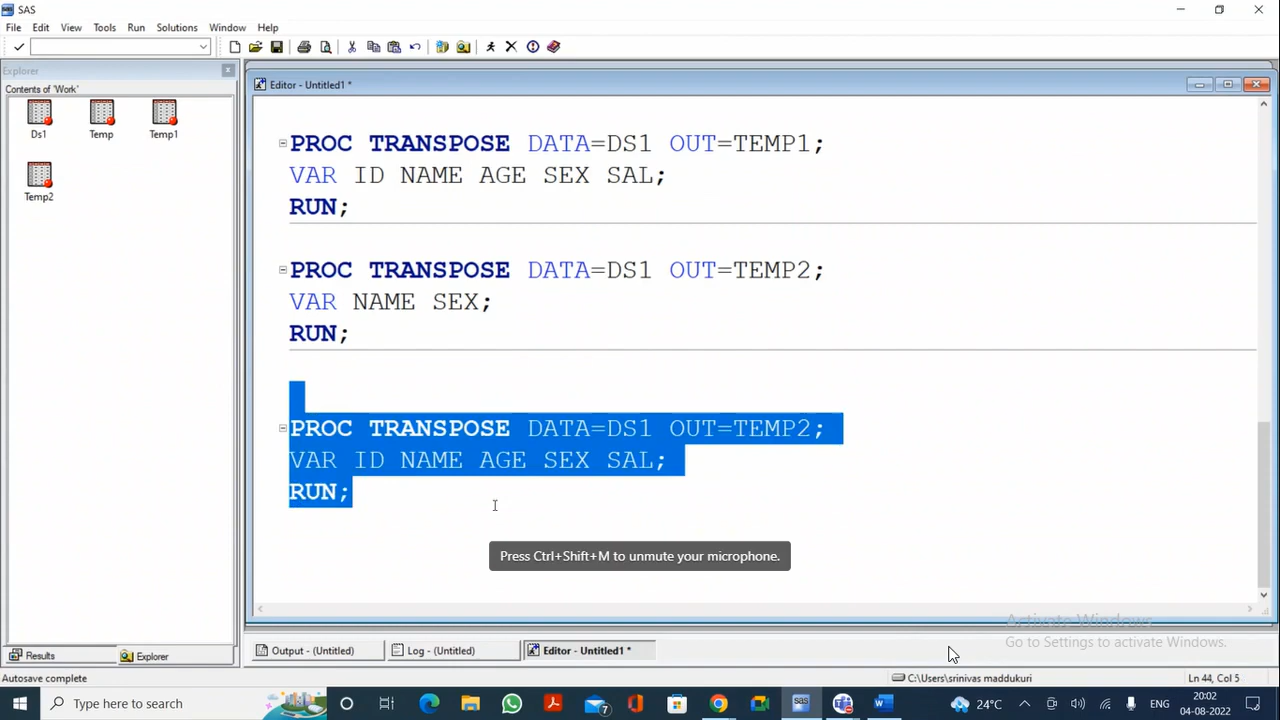 SAS
File Edit View Tools Run Solutions Window Help
Explorer
Contents of 'Work'
Ds1 Temp Temp1
Temp2
Editor - Untitled1 *
PROC TRANSPOSE DATA=DS1 OUT=TEMP1;
VAR ID NAME AGE SEX SAL;
RUN;
PROC TRANSPOSE DATA=DS1 OUT=TEMP2;
VAR NAME SEX;
RUN;
PROC TRANSPOSE DATA=DS1 OUT=TEMP2;
VAR ID NAME AGE SEX SAL;
RUN;
Press Ctrl+Shift+M to unmute your microphone.
Activate Windows
Go to Settings to activate Windows.
Results Explorer
Output - (Untitled) Log - (Untitled) Editor - Untitled1 *
Autosave complete C:\Users\srinivas maddukuri Ln 44, Col 5
Type here to search 7 SAS 24°C ENG 20:02
04-08-2022